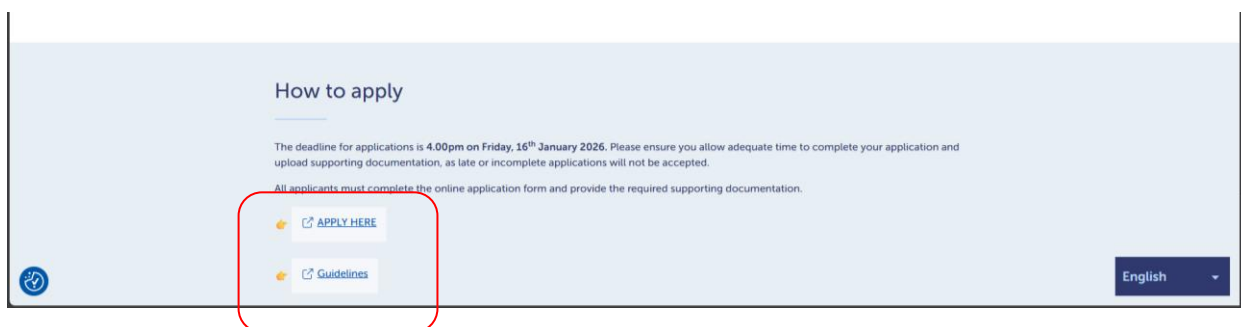 How to apply
The deadline for applications is 4.00pm on Friday, 16th January 2026. Please ensure you allow adequate time to complete your application and
upload supporting documentation, as late or incomplete applications will not be accepted.
All applicants must complete the online application form and provide the required supporting documentation.
APPLY HERE
Guidelines
English